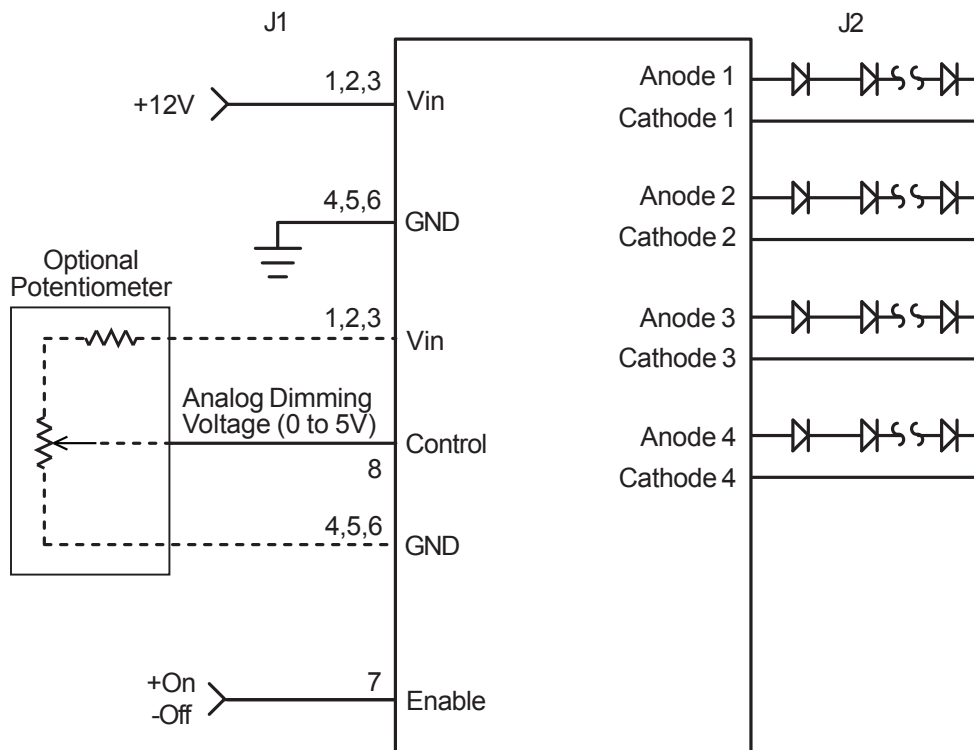 J1
J2
1,2,3
+12V
Vin
4,5,6
GND
Optional
Potentiometer
1,2,3
Vin
Analog Dimming
Voltage (0 to 5V)
Control
8
4,5,6
GND
+On
-Off
7
Enable
Anode 1
Cathode 1
Anode 2
Cathode 2
Anode 3
Cathode 3
Anode 4
Cathode 4